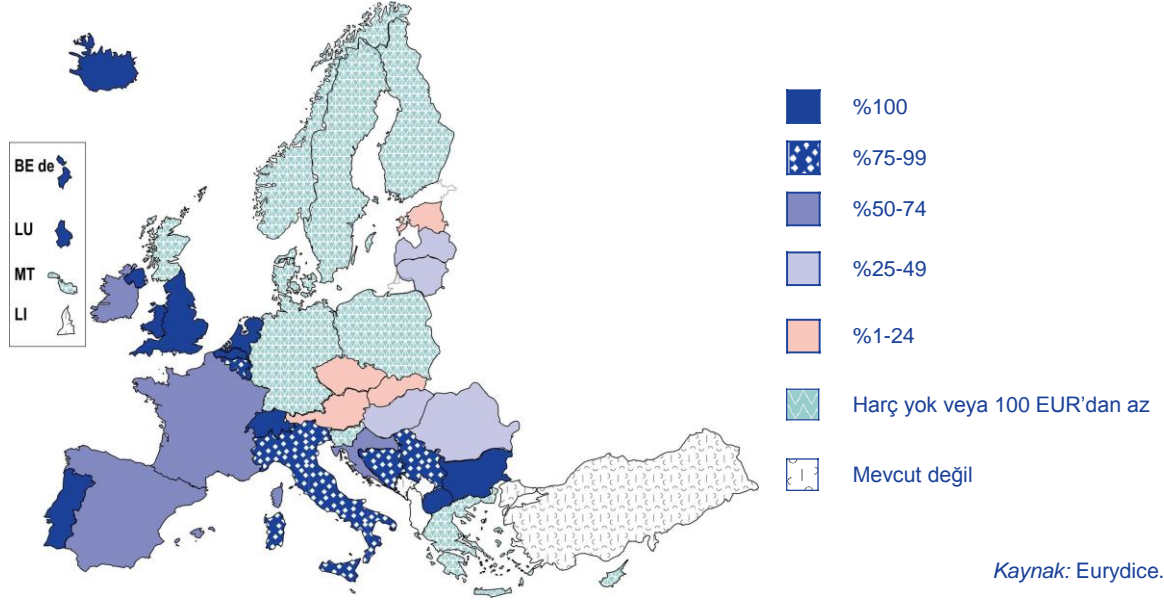 BE de
LU
MT
LI
%100
%75-99
%50-74
%25-49
%1-24
Harç yok veya 100 EUR’dan az
Mevcut değil
Kaynak: Eurydice.